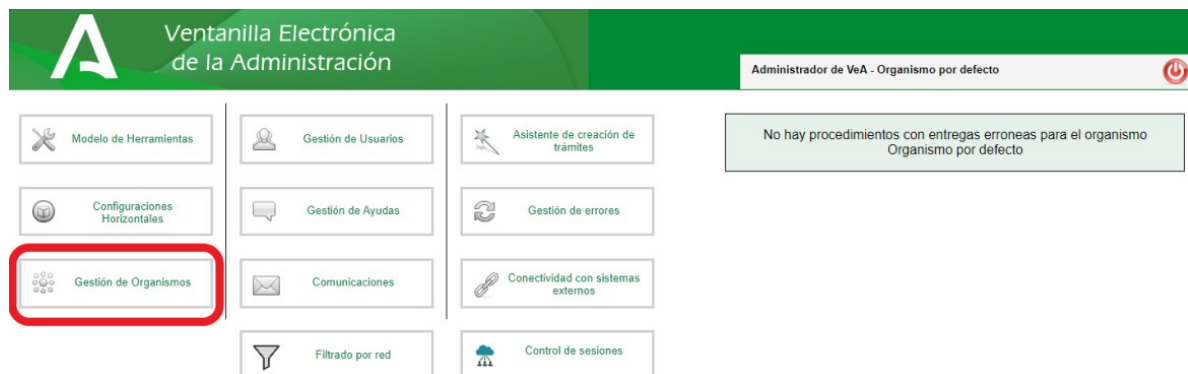 Ventanilla Electrónica
de la Administración
Administrador de VeA - Organismo por defecto
Modelo de Herramientas
Gestión de Usuarios
Asistente de creación de
trámites
No hay procedimientos con entregas erroneas para el organismo
Organismo por defecto
Configuraciones
Horizontales
Gestión de Ayudas
Gestión de errores
Gestión de Organismos
Comunicaciones
Conectividad con sistemas
externos
Filtrado por red
Control de sesiones